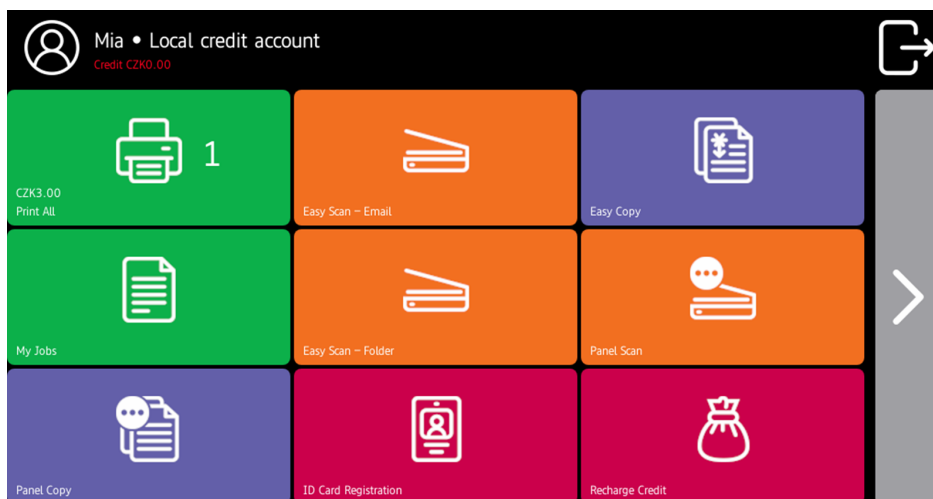 Mia • Local credit account
Credit CZK0.00
1
CZK3.00
Print All
Easy Scan – Email
Easy Copy
My Jobs
Easy Scan – Folder
Panel Scan
Panel Copy
ID Card Registration
Recharge Credit